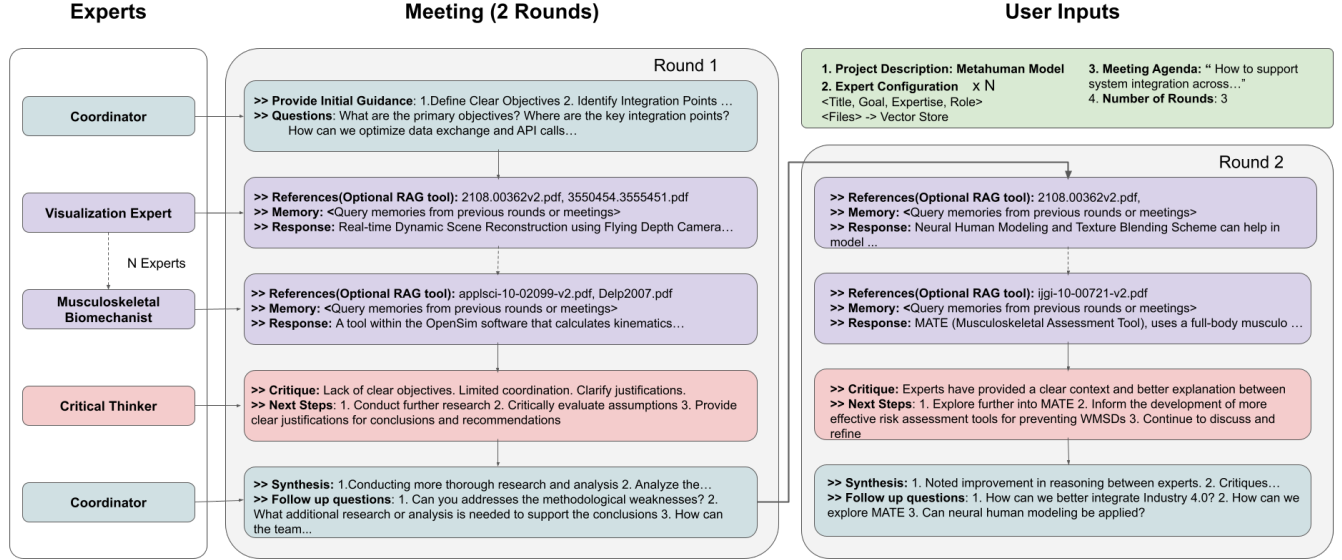 Experts
Meeting (2 Rounds)
User Inputs
Coordinator
Visualization Expert
N Experts
Musculoskeletal
Biomechanist
Critical Thinker
Coordinator
Round 1
>> Provide Initial Guidance: 1.Define Clear Objectives 2. Identify Integration Points ...
>> Questions: What are the primary objectives? Where are the key integration points?
How can we optimize data exchange and API calls…
>> References(Optional RAG tool): 2108.00362v2.pdf, 3550454.3555451.pdf
>> Memory: <Query memories from previous rounds or meetings>
>> Response: Real-time Dynamic Scene Reconstruction using Flying Depth Camera…
>> References(Optional RAG tool): applsci-10-02099-v2.pdf, Delp2007.pdf
>> Memory: <Query memories from previous rounds or meetings>
>> Response: A tool within the OpenSim software that calculates kinematics…
>> Critique: Lack of clear objectives. Limited coordination. Clarify justifications.
>> Next Steps: 1. Conduct further research 2. Critically evaluate assumptions 3. Provide
clear justifications for conclusions and recommendations
>> Synthesis: 1.Conducting more thorough research and analysis 2. Analyze the…
>> Follow up questions: 1. Can you addresses the methodological weaknesses? 2.
What additional research or analysis is needed to support the conclusions 3. How can
the team...
1. Project Description: Metahuman Model
2. Expert Configuration x N
<Title, Goal, Expertise, Role>
<Files> -> Vector Store
3. Meeting Agenda: “ How to support
system integration across…”
4. Number of Rounds: 3
Round 2
>> References(Optional RAG tool): 2108.00362v2.pdf,
>> Memory: <Query memories from previous rounds or meetings>
>> Response: Neural Human Modeling and Texture Blending Scheme can help in
model ...
>> References(Optional RAG tool): ijgi-10-00721-v2.pdf
>> Memory: <Query memories from previous rounds or meetings>
>> Response: MATE (Musculoskeletal Assessment Tool), uses a full-body musculo …
>> Critique: Experts have provided a clear context and better explanation between
>> Next Steps: 1. Explore further into MATE 2. Inform the development of more
effective risk assessment tools for preventing WMSDs 3. Continue to discuss and
refine
>> Synthesis: 1. Noted improvement in reasoning between experts. 2. Critiques…
>> Follow up questions: 1. How can we better integrate Industry 4.0? 2. How can we
explore MATE 3. Can neural human modeling be applied?